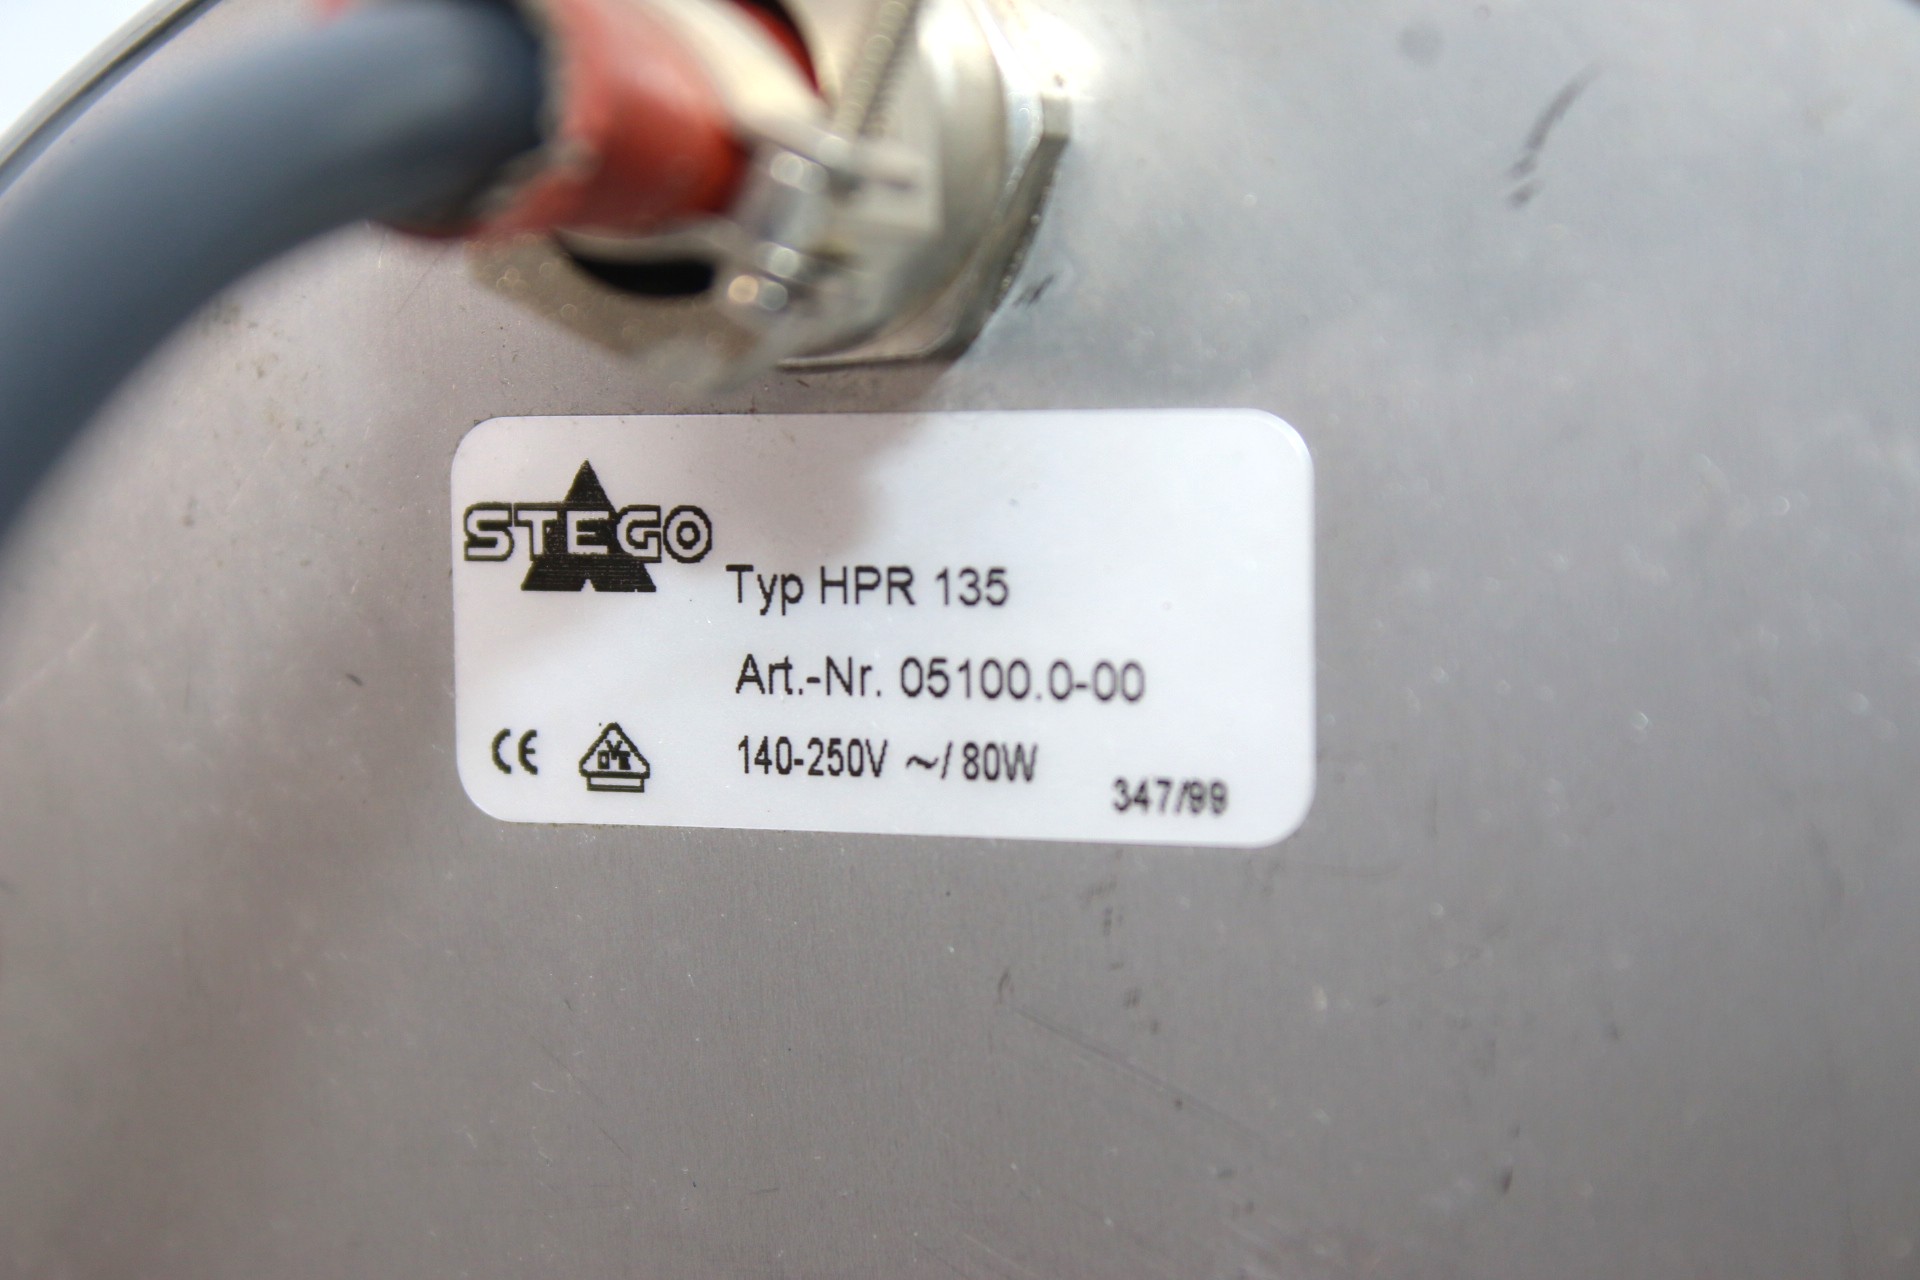 STEGO
Typ HPR 135
Art.-Nr. 05100.0-00
CE
140-250V ~/ 80W
347/99